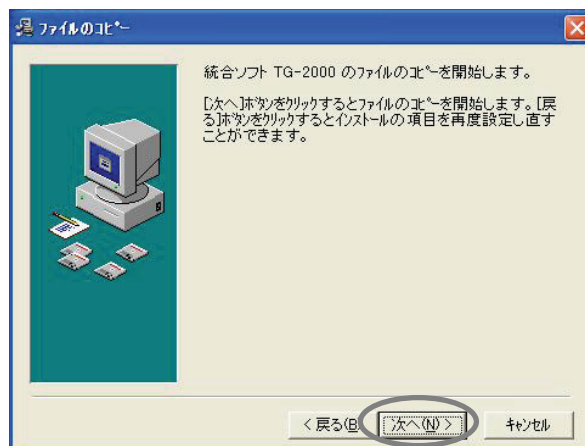 ファイルのコピー
統合ソフト TG-2000 のファイルのコピーを開始します。
[次へ]ボタンをクリックするとファイルのコピーを開始します。[戻
る]ボタンをクリックするとインストールの項目を再度設定し直す
ことができます。
< 戻る(B
次へ(N) >
キャンセル